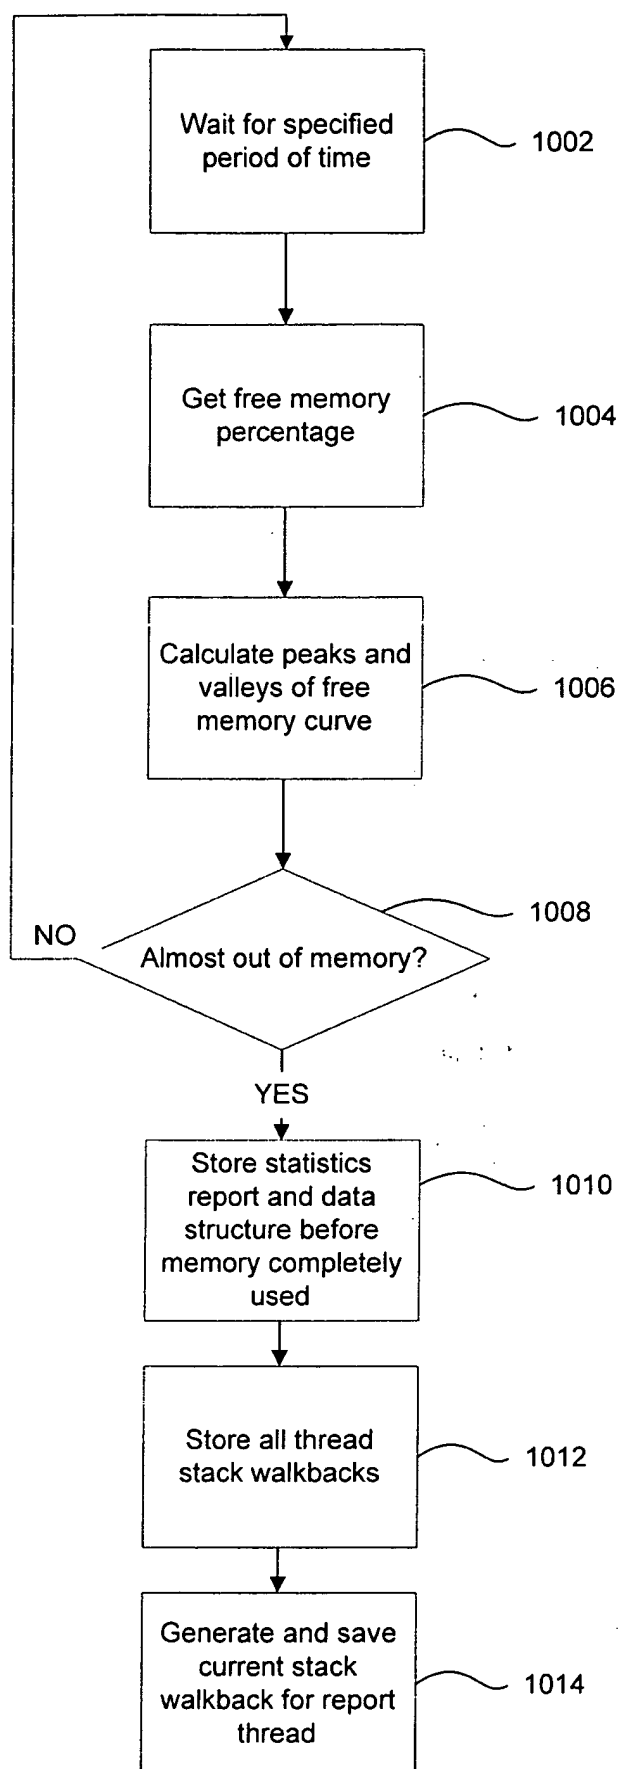 Wait for specified
period of time
1002
Get free memory
percentage
1004
Calculate peaks and
valleys of free
memory curve
1006
Almost out of memory?
1008
NO
YES
Store statistics
report and data
structure before
memory completely
used
1010
Store all thread
stack walkbacks
1012
Generate and save
current stack
walkback for report
thread
1014